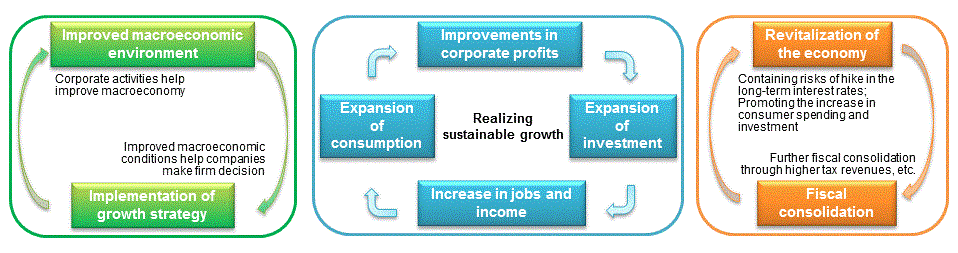 Improved macroeconomic
environment
Corporate activities help
improve macroeconomy
Improved macroeconomic
conditions help companies
make firm decision
Implementation of
growth strategy
Improvements in
corporate profits
Expansion
of
consumption
Realizing
sustainable growth
Expansion
of
investment
Increase in jobs and
income
Revitalization of
the economy
Containing risks of hike in the
long-term interest rates;
Promoting the increase in
consumer spending and
investment
Further fiscal consolidation
through higher tax revenues, etc.
Fiscal
consolidation